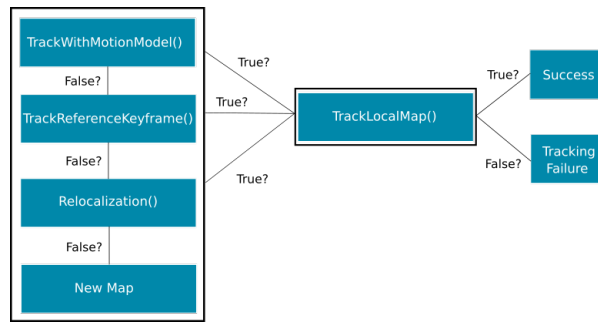 TrackWithMotionModel()
False?
TrackReferenceKeyframe()
False?
Relocalization()
False?
New Map
True?
True?
True?
TrackLocalMap()
True?
False?
Success
Tracking
Failure